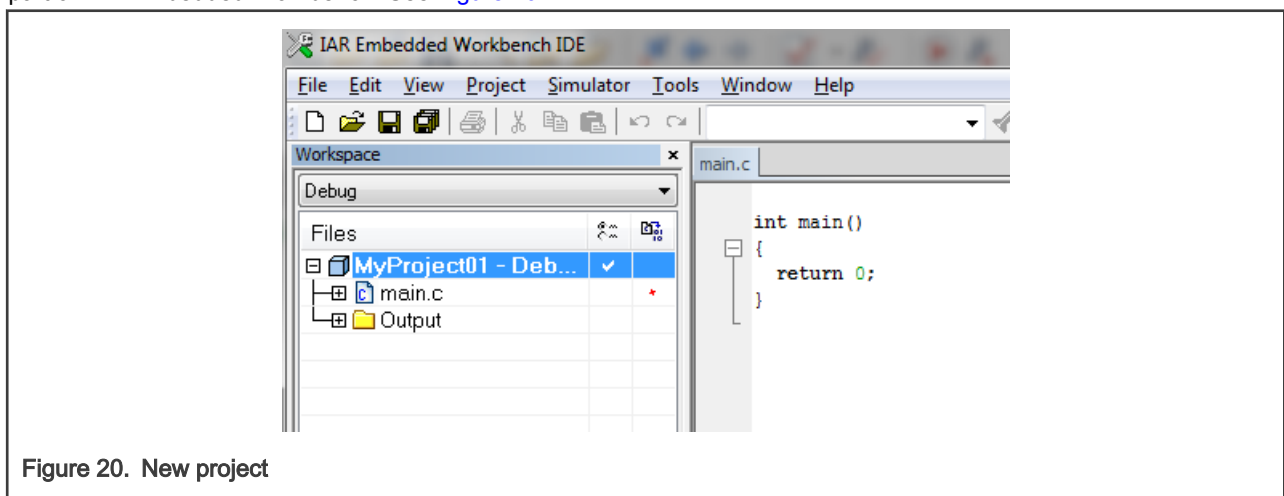 IAR Embedded Workbench IDE
File Edit View Project Simulator Tools Window Help
Workspace
main.c
Debug
Files
MyProject01 - Deb...
main.c
Output
int main()
{
return 0;
}
Figure 20. New project